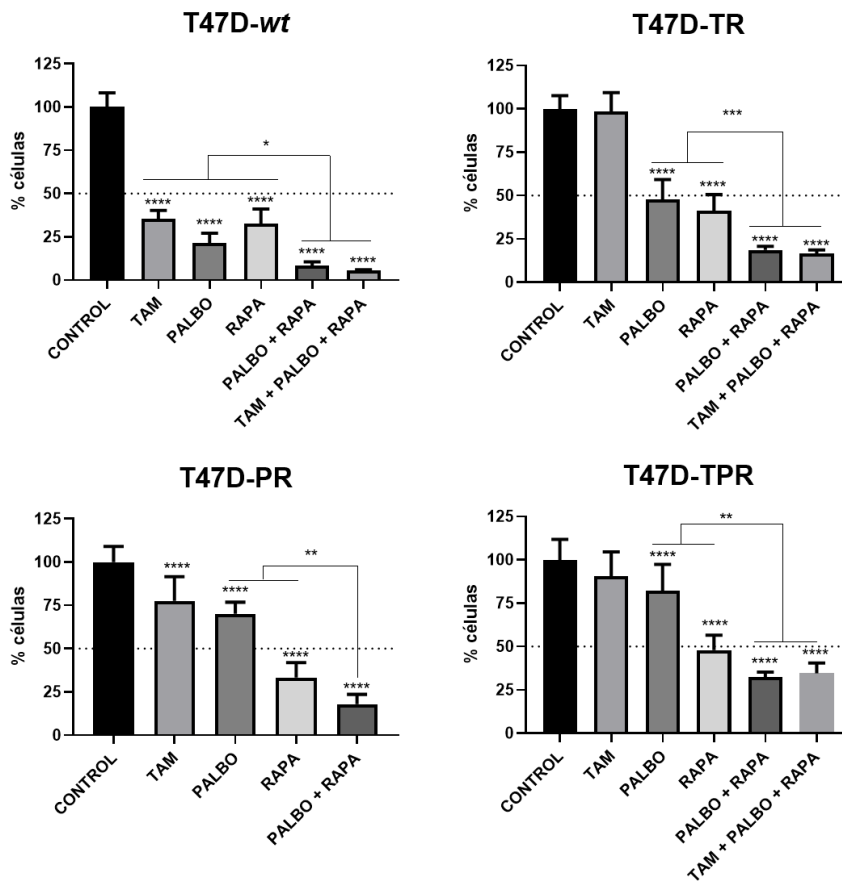 T47D-wt
% células
125
100
75
50
25
0
*
****
****
****
****
****
CONTROL
TAM
PALBO
RAPA
PALBO + RAPA
TAM + PALBO + RAPA
T47D-TR
% células
125
100
75
50
25
0
***
****
****
****
****
CONTROL
TAM
PALBO
RAPA
PALBO + RAPA
TAM + PALBO + RAPA
T47D-PR
% células
125
100
75
50
25
0
**
****
****
****
****
CONTROL
TAM
PALBO
RAPA
PALBO + RAPA
T47D-TPR
% células
125
100
75
50
25
0
**
****
****
****
****
CONTROL
TAM
PALBO
RAPA
PALBO + RAPA
TAM + PALBO + RAPA